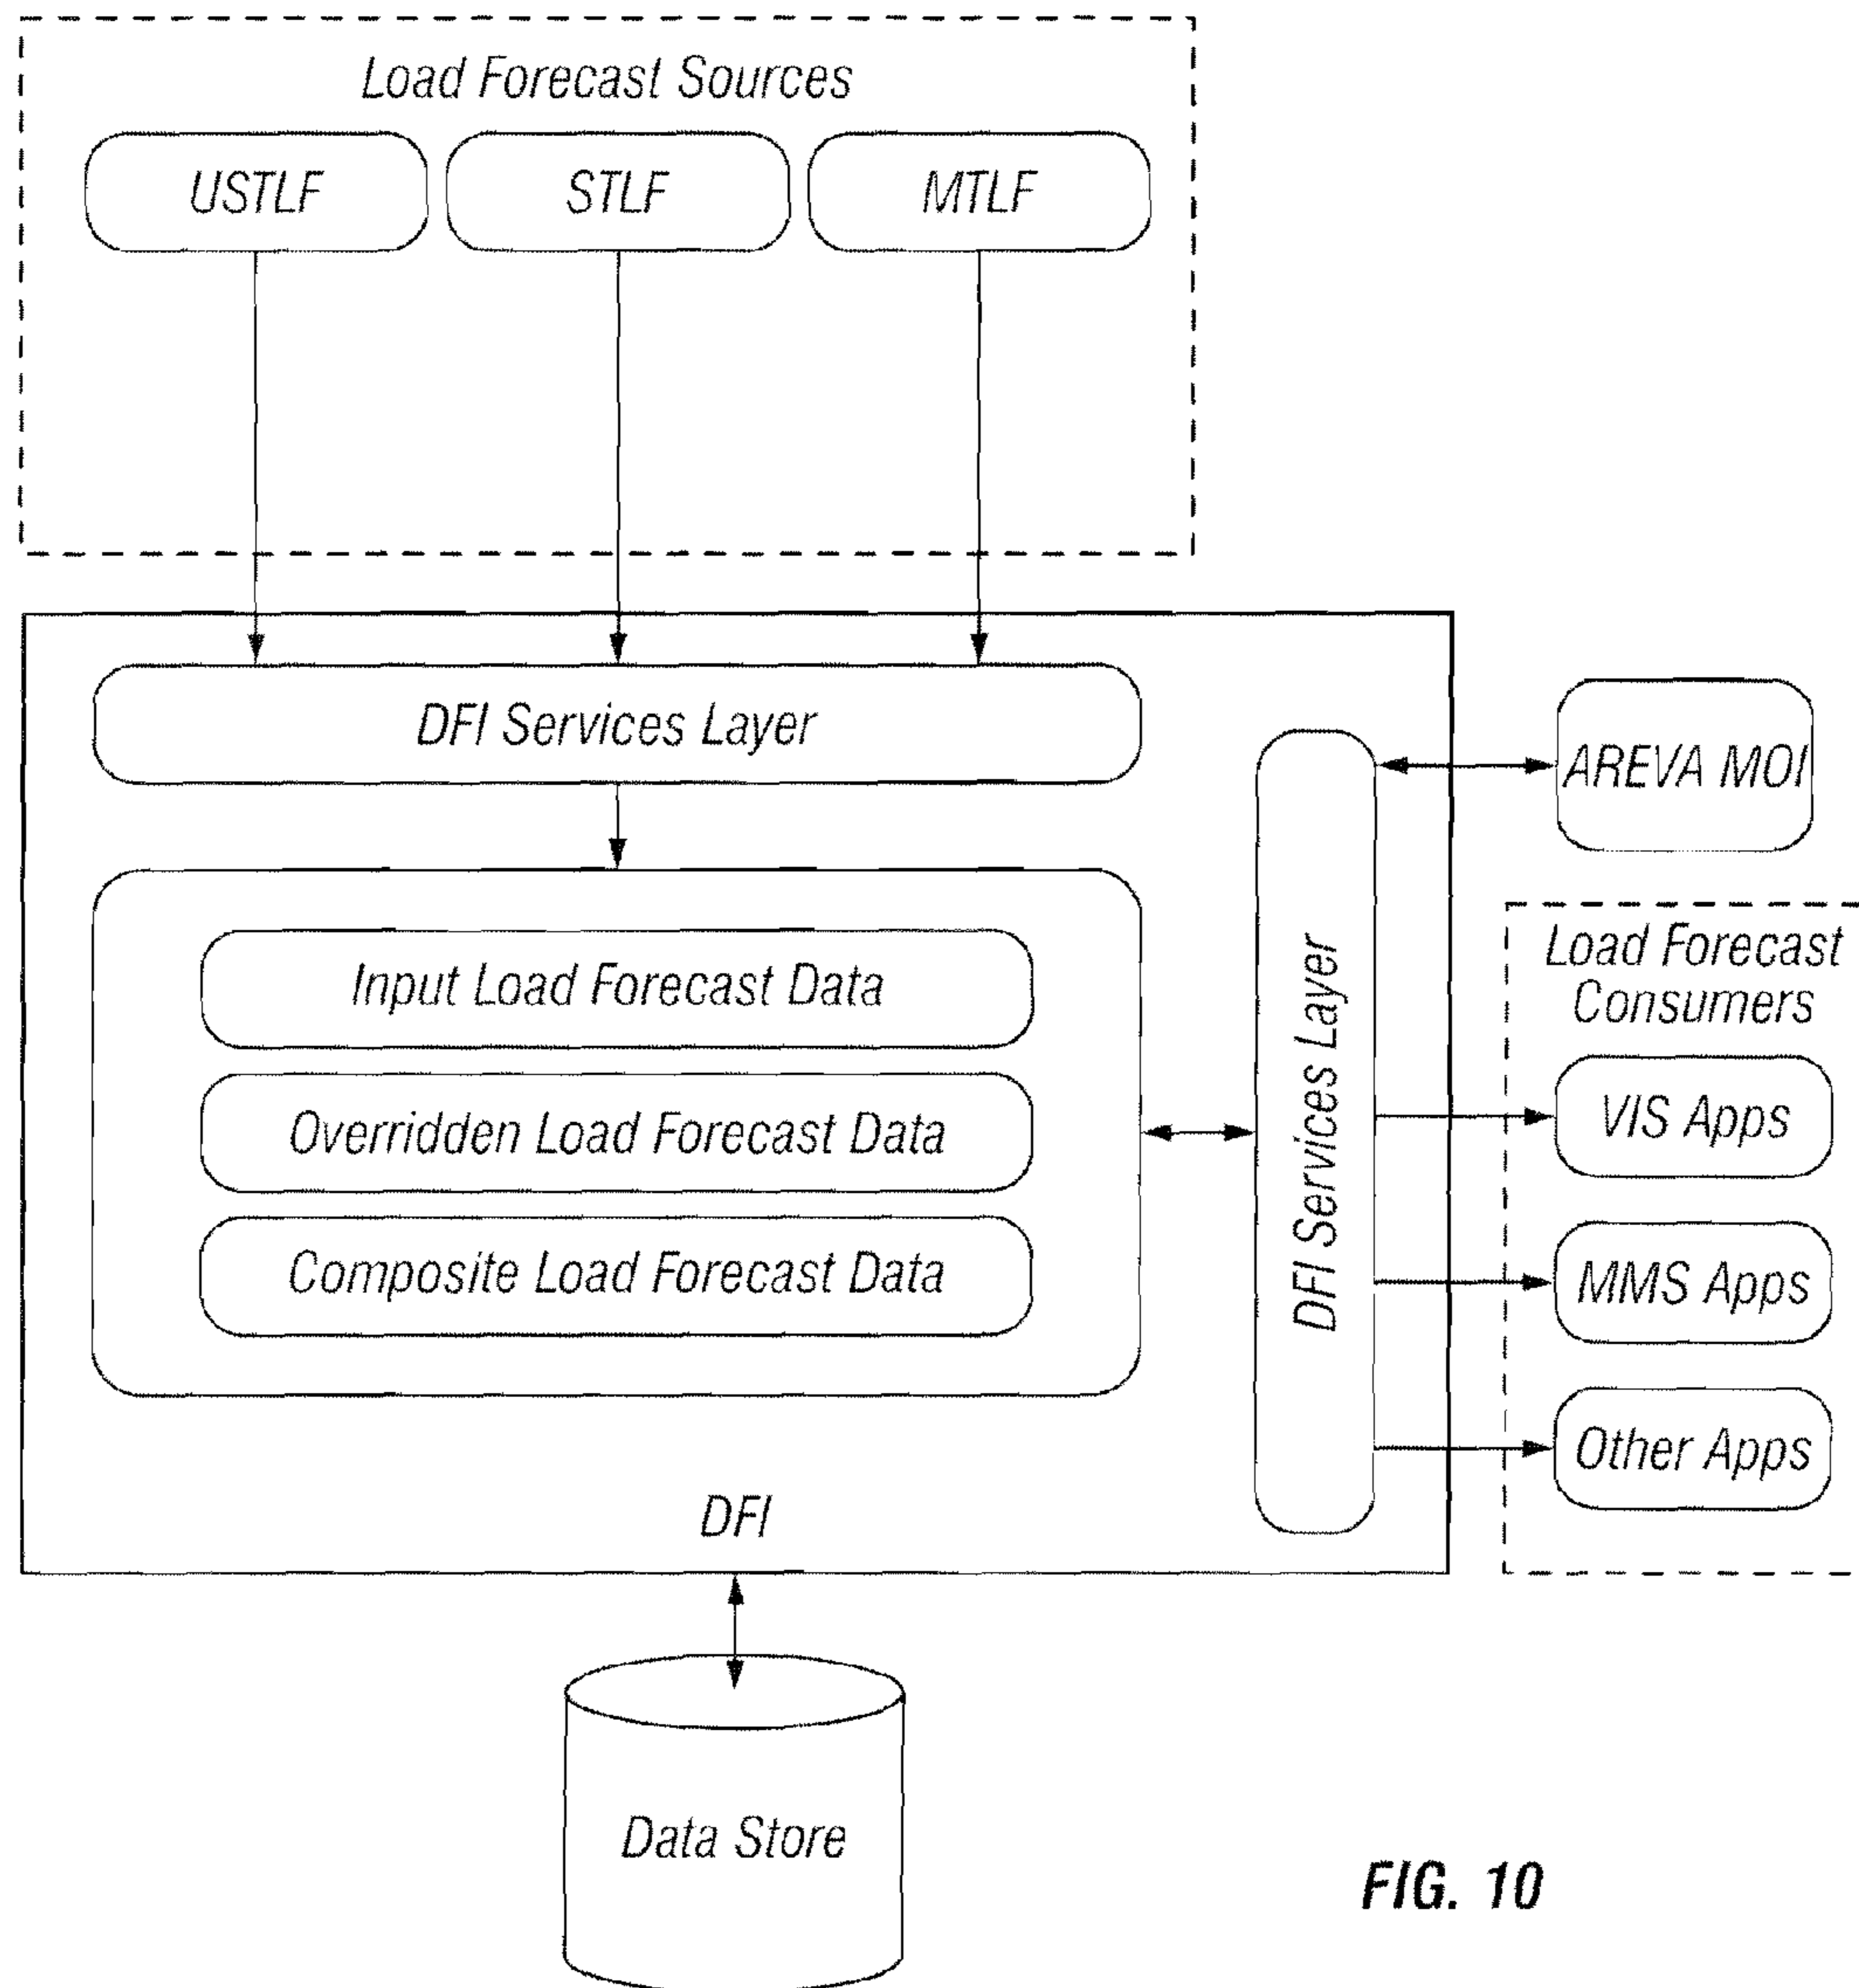 Load Forecast Sources
USTLF
STLF
MTLF
DFI Services Layer
AREVA MOI
Input Load Forecast Data
Overridden Load Forecast Data
Composite Load Forecast Data
DFI Services Layer
Load Forecast
Consumers
VIS Apps
MMS Apps
Other Apps
DFI
Data Store
FIG. 10